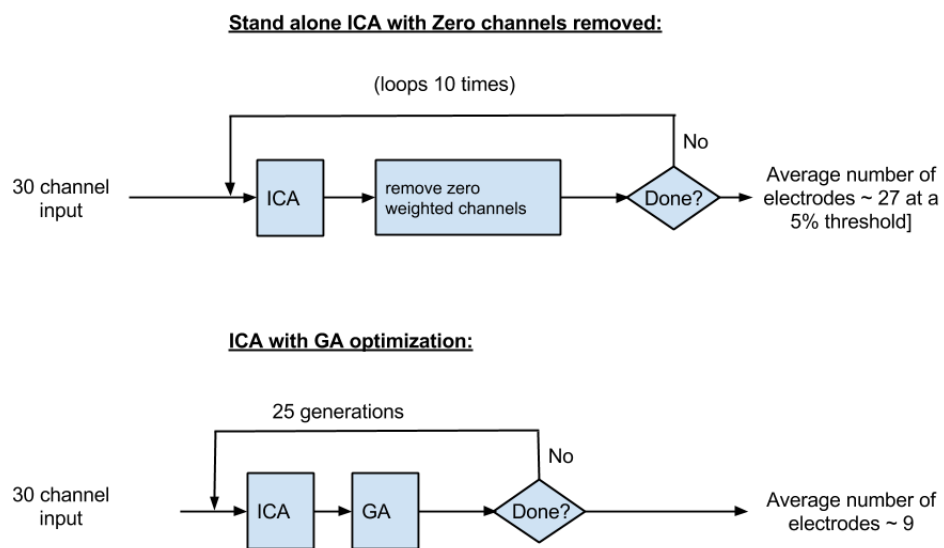 Stand alone ICA with Zero channels removed:
(loops 10 times)
No
30 channel
input
ICA
remove zero
weighted channels
Done?
Average number of
electrodes ~ 27 at a
5% threshold]
ICA with GA optimization:
25 generations
No
30 channel
input
ICA
GA
Done?
Average number of
electrodes ~ 9